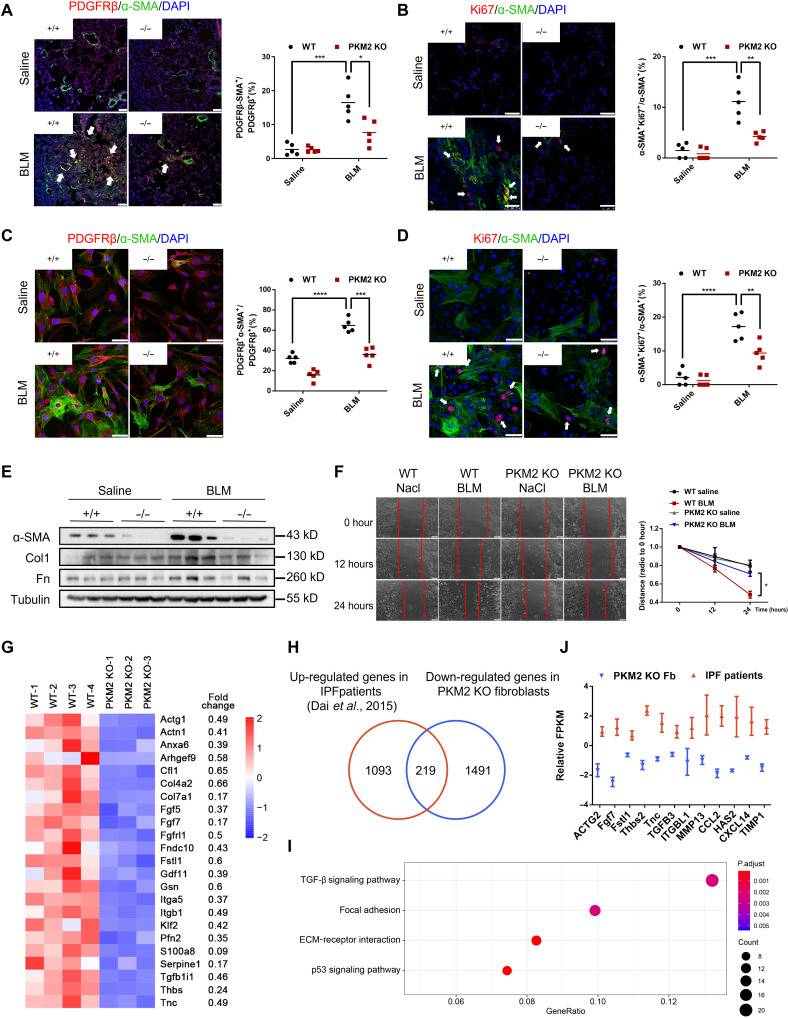 A
PDGFRβ/α-SMA/DAPI
+/+
−/−
Saline
BLM
PDGFRβ-SMA+/
PDGFRβ+(%)
30
20
10
0
WT
PKM2 KO
***
*
Saline
BLM
B
Ki67/α-SMA/DAPI
+/+
−/−
Saline
BLM
α-SMA+Ki67+/α-SMA+(%)
20
10
0
WT
PKM2 KO
***
**
Saline
BLM
C
PDGFRβ/α-SMA/DAPI
+/+
−/−
Saline
BLM
PDGFRβ+α-SMA+/
PDGFRβ+(%)
100
80
60
40
20
0
WT
PKM2 KO
****
***
Saline
BLM
D
Ki67/α-SMA/DAPI
+/+
−/−
Saline
BLM
α-SMA+Ki67+/α-SMA+(%)
30
20
10
0
WT
PKM2 KO
****
**
Saline
BLM
E
Saline
BLM
+/+
−/−
+/+
−/−
α-SMA
43 kD
Col1
130 kD
Fn
260 kD
Tubulin
55 kD
F
WT
Nacl
WT
BLM
PKM2 KO
NaCl
PKM2 KO
BLM
0 hour
12 hours
24 hours
WT saline
WT BLM
PKM2 KO saline
PKM2 KO BLM
Distance (radio to 0 hour)
1.2
1.0
0.8
0.6
0.4
*
0
12
24
Time (hours)
G
WT-1
WT-2
WT-3
WT-4
PKM2 KO-1
PKM2 KO-2
PKM2 KO-3
Fold
change
Actg1 0.49
Actn1 0.41
Anxa6 0.39
Arhgef9 0.58
Cfl1 0.65
Col4a2 0.66
Col7a1 0.17
Fgf5 0.37
Fgf7 0.17
Fgfrl1 0.5
Fndc10 0.43
Fstl1 0.6
Gdf11 0.39
Gsn 0.6
Itga5 0.37
Itgb1 0.49
Klf2 0.42
Pfn2 0.35
S100a8 0.09
Serpine1 0.17
Tgfb1i1 0.46
Thbs 0.24
Tnc 0.49
2
1
0
−1
−2
H
Up-regulated genes in
IPFpatients
(Dai et al., 2015)
Down-regulated genes in
PKM2 KO fibroblasts
1093
219
1491
I
TGF-β signaling pathway
Focal adhesion
ECM-receptor interaction
p53 signaling pathway
0.06
0.08
0.10
0.12
GeneRatio
P.adjust
0.001
0.002
0.003
0.004
0.005
Count
8
12
14
16
20
J
PKM2 KO Fb
IPF patients
Relative FPKM
4
2
0
−2
−4
ACTG2
Fgf7
Fstl1
Thbs2
Tnc
TGFB3
ITGBL1
MMP13
CCL2
HAS2
CXCL14
TIMP1